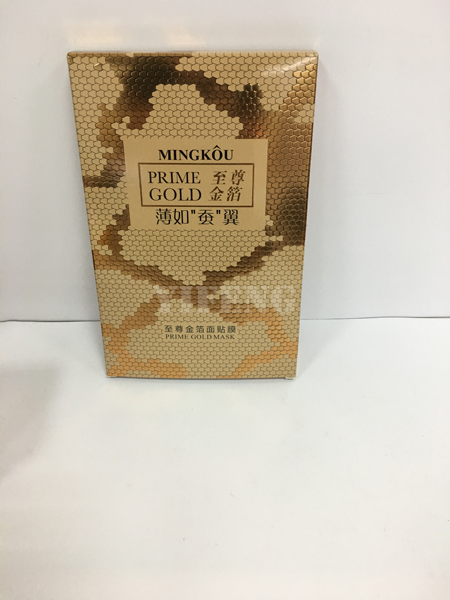 MINGKÔU
PRIME 至尊
GOLD 金箔
薄如"蚕"翼
YIFENG
至尊金箔面贴膜
PRIME GOLD MASK